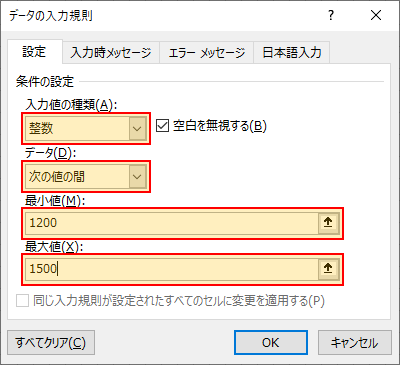 データの入力規則
? ×
設定 入力時メッセージ エラー メッセージ 日本語入力
条件の設定
入力値の種類(A):
整数 空白を無視する(B)
データ(D):
次の値の間
最小値(M):
1200
最大値(X):
1500
同じ入力規則が設定されたすべてのセルに変更を適用する(P)
すべてクリア(C) OK キャンセル